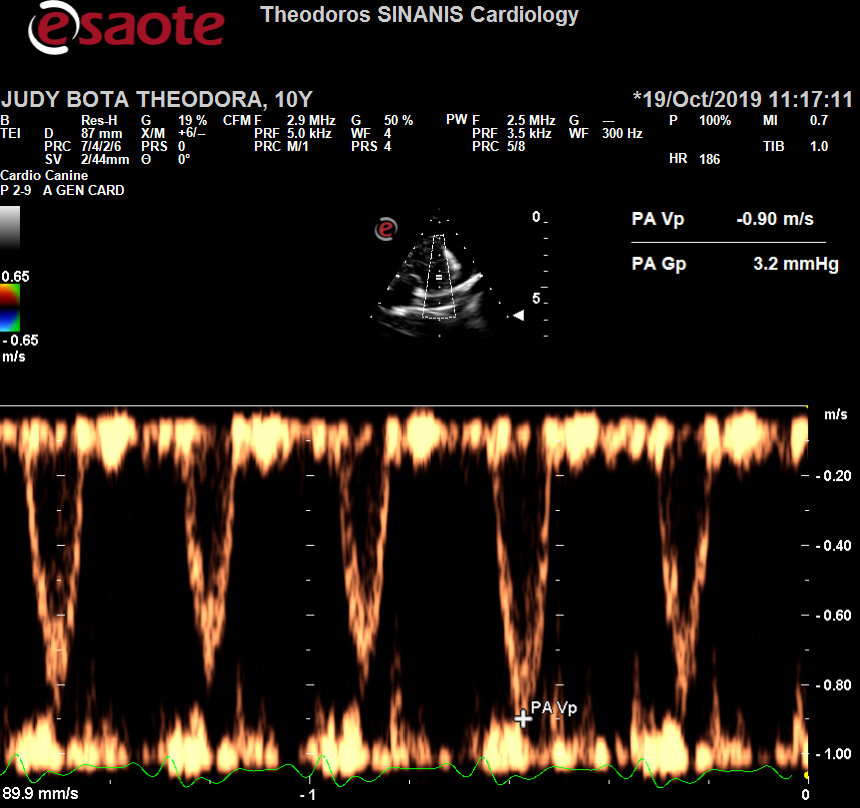 esaote
Theodoros SINANIS Cardiology
JUDY BOTA THEODORA, 10Y *19/Oct/2019 11:17:11
B Res-H G 19 % CFM F 2.9 MHz G 50 % PW F 2.5 MHz G --- P 100% MI 0.7
TEI D 87 mm X/M +6/-- PRF 5.0 kHz WF 4 PRF 3.5 kHz WF 300 Hz
PRC 7/4/2/6 PRS 0 PRC M/1 PRS 4 PRC 5/8 TIB 1.0
SV 2/44mm Θ 0° HR 186
Cardio Canine
P 2-9 A GEN CARD
e
0
PA Vp -0.90 m/s
PA Gp 3.2 mmHg
0.65
5
- 0.65
m/s
m/s
- 0.20
- 0.40
- 0.60
- 0.80
PA Vp
- 1.00
89.9 mm/s -1 0